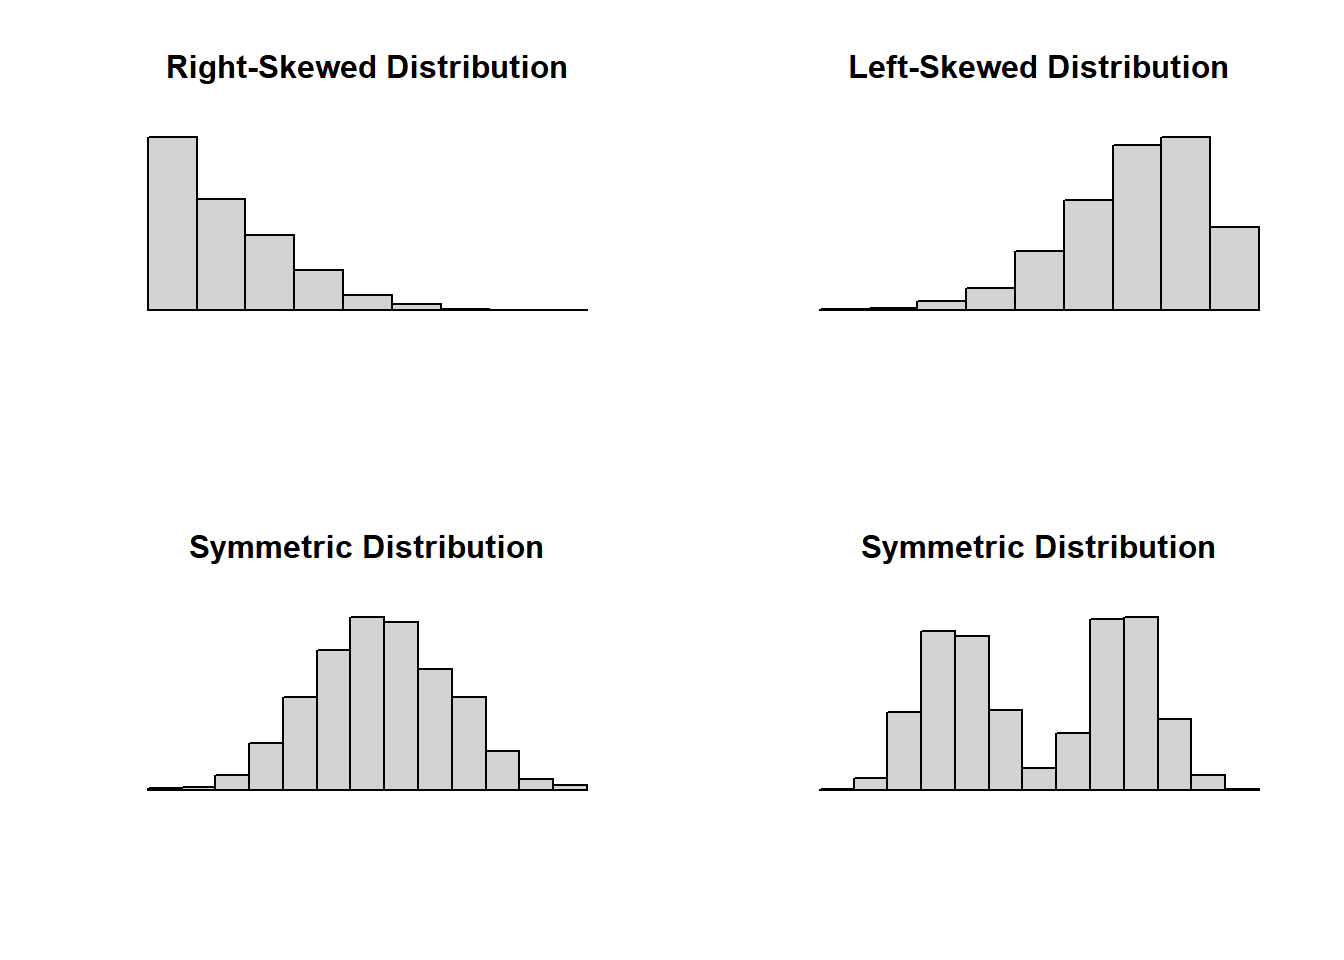 Right-Skewed Distribution
Left-Skewed Distribution
Symmetric Distribution
Symmetric Distribution